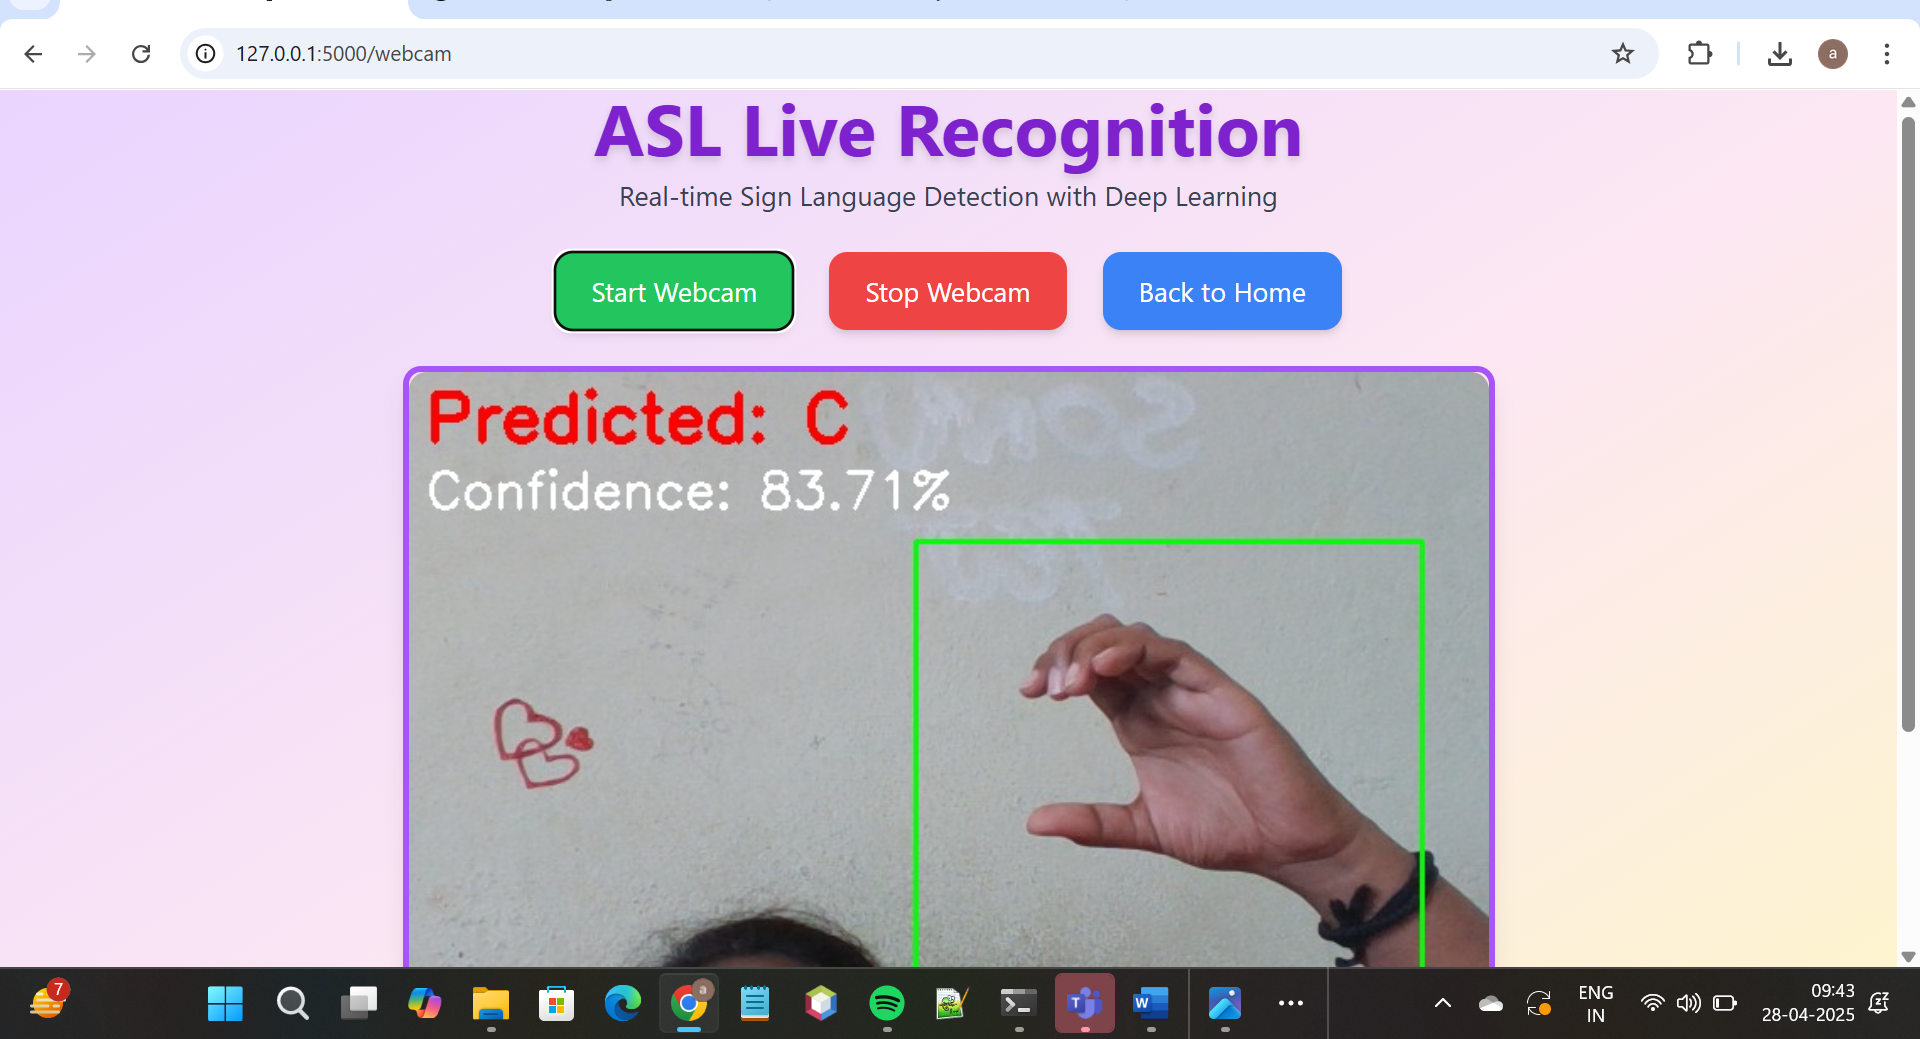 127.0.0.1:5000/webcam
a
ASL Live Recognition
Real-time Sign Language Detection with Deep Learning
Start Webcam
Stop Webcam
Back to Home
Predicted: C
Confidence: 83.71%
7
a
T
W
ENG
IN
09:43
28-04-2025